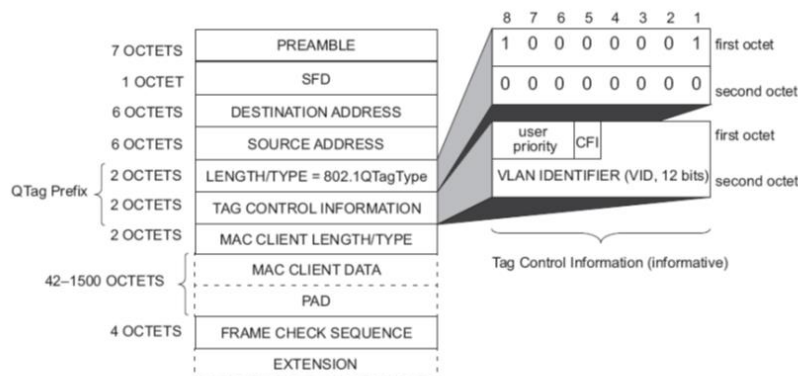 8 7 6 5 4 3 2 1
7 OCTETS PREAMBLE 1 0 0 0 0 0 0 1 first octet
1 OCTET SFD 0 0 0 0 0 0 0 0 second octet
6 OCTETS DESTINATION ADDRESS
6 OCTETS SOURCE ADDRESS user priority CFI first octet
QTag Prefix
2 OCTETS LENGTH/TYPE = 802.1QTagType VLAN IDENTIFIER (VID, 12 bits) second octet
2 OCTETS TAG CONTROL INFORMATION
2 OCTETS MAC CLIENT LENGTH/TYPE
Tag Control Information (informative)
42–1500 OCTETS MAC CLIENT DATA
PAD
4 OCTETS FRAME CHECK SEQUENCE
EXTENSION